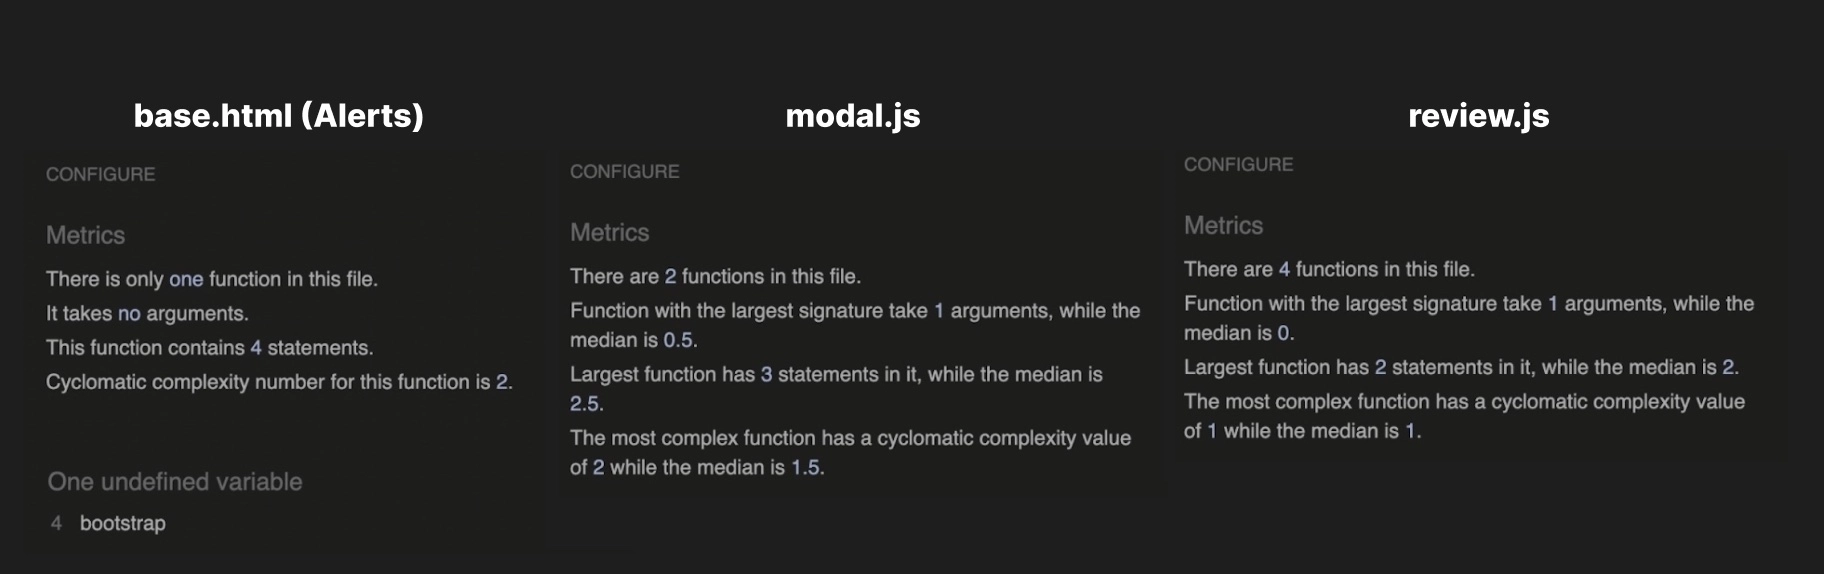 base.html (Alerts)
CONFIGURE
Metrics
There is only one function in this file.
It takes no arguments.
This function contains 4 statements.
Cyclomatic complexity number for this function is 2.
One undefined variable
4 bootstrap
modal.js
CONFIGURE
Metrics
There are 2 functions in this file.
Function with the largest signature take 1 arguments, while the
median is 0.5.
Largest function has 3 statements in it, while the median is
2.5.
The most complex function has a cyclomatic complexity value
of 2 while the median is 1.5.
review.js
CONFIGURE
Metrics
There are 4 functions in this file.
Function with the largest signature take 1 arguments, while the
median is 0.
Largest function has 2 statements in it, while the median is 2.
The most complex function has a cyclomatic complexity value
of 1 while the median is 1.